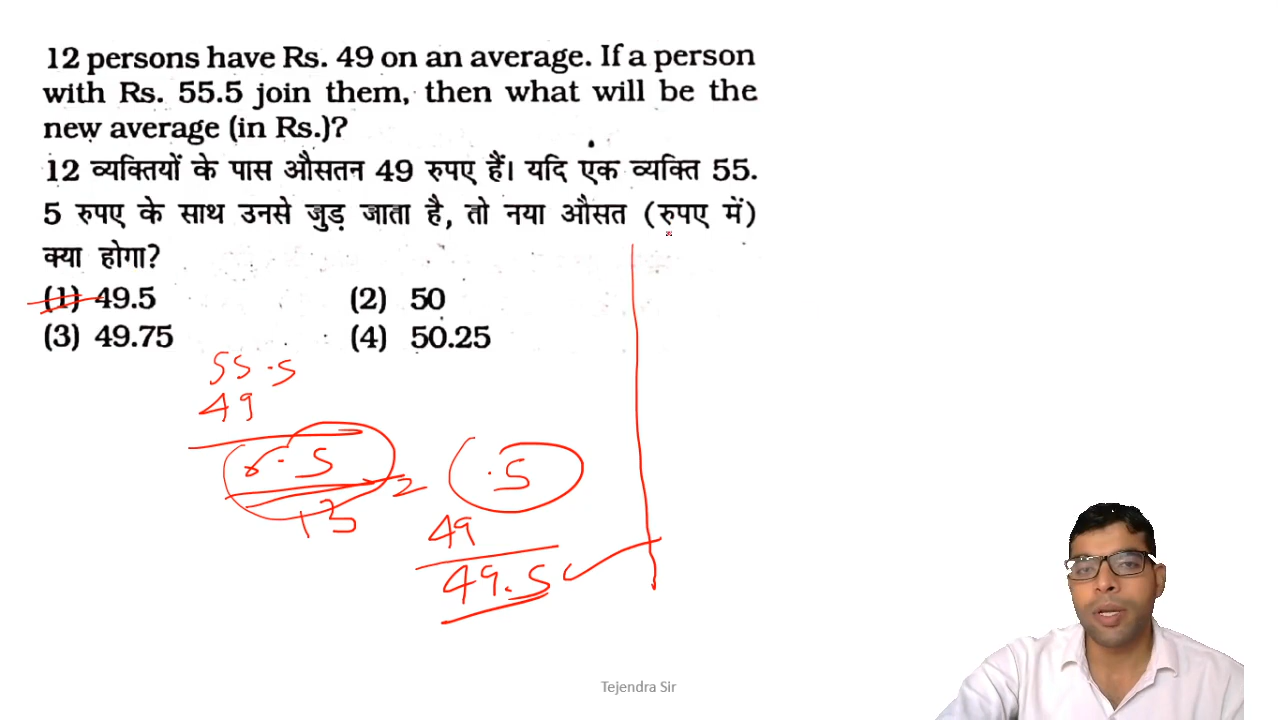 12 persons have Rs. 49 on an average. If a person
with Rs. 55.5 join them, then what will be the
new average (in Rs.)?
12 व्यक्तियों के पास औसतन 49 रुपए हैं। यदि एक व्यक्ति 55.
5 रुपए के साथ उनसे जुड़ जाता है, तो नया औसत (रुपए में)
क्या होगा?
(1) 49.5 (2) 50
(3) 49.75 (4) 50.25
55.5
49
6.5
13
= .5
49
49.5
Tejendra Sir